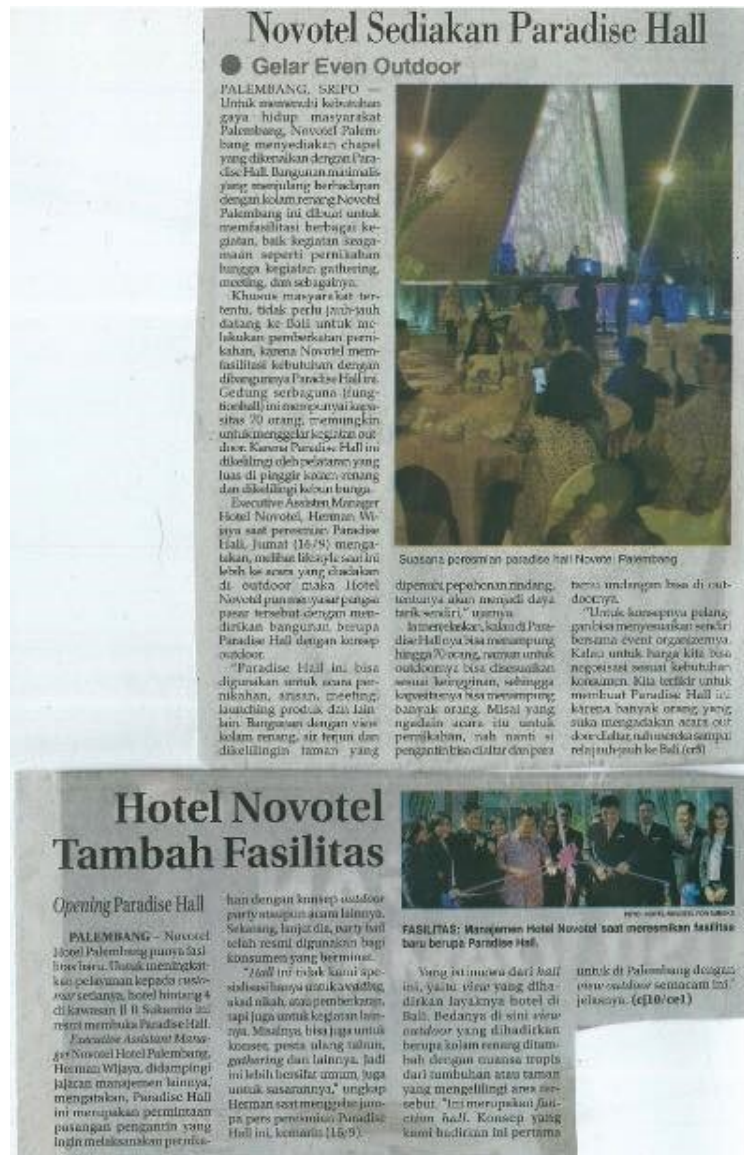 Novotel Sediakan Paradise Hall
● Gelar Even Outdoor
PALEMBANG, SRIPO —
Untuk memenuhi kebutuhan
gaya hidup masyarakat
Palembang, Novotel Palem-
bang menyediakan chapel
yang dikenalkan dengan Para-
dise Hall. Bangunan minimalis
yang menjulang berhadapan
dengan kolam renang Novotel
Palembang ini dibuat untuk
memfasilitasi berbagai ke-
giatan, baik kegiatan keaga-
maan seperti pernikahan
hingga kegiatan gathering,
meeting, dan sebagainya.
Khusus masyarakat ter-
tentu, tidak perlu jauh-jauh
datang ke Bali untuk me-
lakukan pemberkatan perni-
kahan, karena Novotel mem-
fasilitasi kebutuhan dengan
dibangunnya Paradise Hall ini.
Gedung serbaguna (fung-
tionhall) ini mempunyai kapa-
sitas 70 orang, memungkin
untuk menggelar kegiatan out-
door. Karena Paradise Hall ini
dikelilingi oleh pelataran yang
luas di pinggir kolam renang
dan dikelilingi kebun bunga.
Executive Assisten Manager
Hotel Novotel, Herman Wi-
jaya saat peresmian Paradise
Hall, Jumat (16/9) menga-
takan, melihat lifestyle saat ini
lebih ke acara yang diadakan
di outdoor maka Hotel
Novotel pun menyasar pangsa
pasar tersebut dengan men-
dirikan bangunan berupa
Paradise Hall dengan konsep
outdoor.
"Paradise Hall ini bisa
digunakan untuk acara per-
nikahan, arisan, meeting,
launching produk dan lain-
lain. Bangunan dengan view
kolam renang, air terjun dan
dikelilingin taman yang
Suasana peresmian paradise hall Novotel Palembang
dipenuhi pepohonan rindang,
tentunya akan menjadi daya
tarik sendiri," ujarnya.
Ia menjelaskan, kalau di Para-
dise Hall nya bisa menampung
hingga 70 orang, namun untuk
outdoornya bisa disesuaikan
sesuai keinginan, sehingga
kapasitasnya bisa menampung
banyak orang. Misal yang
ngadain acara itu untuk
pernikahan, nah nanti si
pengantin bisa di altar dan para
tamu undangan bisa di out-
doornya.
"Untuk konsepnya pelang-
gan bisa menyesuaikan sendiri
bersama event organizernya.
Kalau untuk harga kita bisa
negosisasi sesuai kebutuhan
konsumen. Kita terfikir untuk
membuat Paradise Hall ini
karena banyak orang yang
suka mengadakan acara out
door di altar, nah mereka sampai
rela jauh-jauh ke Bali. (cr8)
Hotel Novotel
Tambah Fasilitas
Opening Paradise Hall
PALEMBANG – Novotel
Hotel Palembang punya fasi-
litas baru. Untuk meningkat-
kan pelayanan kepada custo-
mer setianya, hotel bintang 4
di kawasan Jl R Sukamto ini
resmi membuka Paradise Hall.
Executive Assistant Mana-
ger Novotel Hotel Palembang,
Herman Wijaya, didampingi
jajaran manajemen lainnya,
mengatakan, Paradise Hall
ini merupakan permintaan
pasangan pengantin yang
ingin melaksanakan pernika-
han dengan konsep outdoor
party ataupun acara lainnya.
Sekarang, lanjut dia, party hall
telah resmi digunakan bagi
konsumen yang berminat.
"Hall ini tidak kami spe-
sialisasi hanya untuk wedding,
akad nikah, atau pemberkatan,
tapi juga untuk kegiatan lain-
nya. Misalnya, bisa juga untuk
konser, pesta ulang tahun,
gathering dan lainnya. Jadi
ini lebih bersifat umum, juga
untuk sasarannya," ungkap
Herman saat menggelar jum-
pa pers peresmian Paradise
Hall ini, kemarin (16/9).
FASILITAS: Manajemen Hotel Novotel saat meresmikan fasilitas
baru berupa Paradise Hall.
Yang istimewa dari hall
ini, yaitu view yang diha-
dirkan layaknya hotel di
Bali. Bedanya di sini view
outdoor yang dihadirkan
berupa kolam renang ditam-
bah dengan nuansa tropis
dari tumbuhan atau taman
yang mengelilingi area ter-
sebut. "Ini merupakan func-
tion hall. Konsep yang
kami hadirkan ini pertama
untuk di Palembang dengan
view outdoor semacam ini,"
jelasnya. (cj10/ce1)